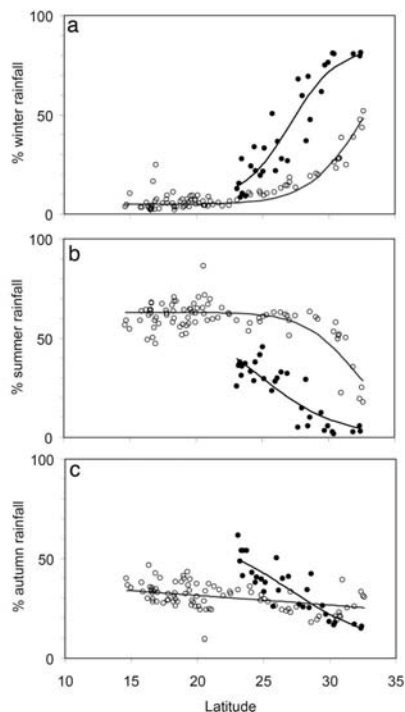 a
100
50
0
% winter rainfall
b
100
50
0
% summer rainfall
c
100
50
0
% autumn rainfall
10 15 20 25 30 35
Latitude